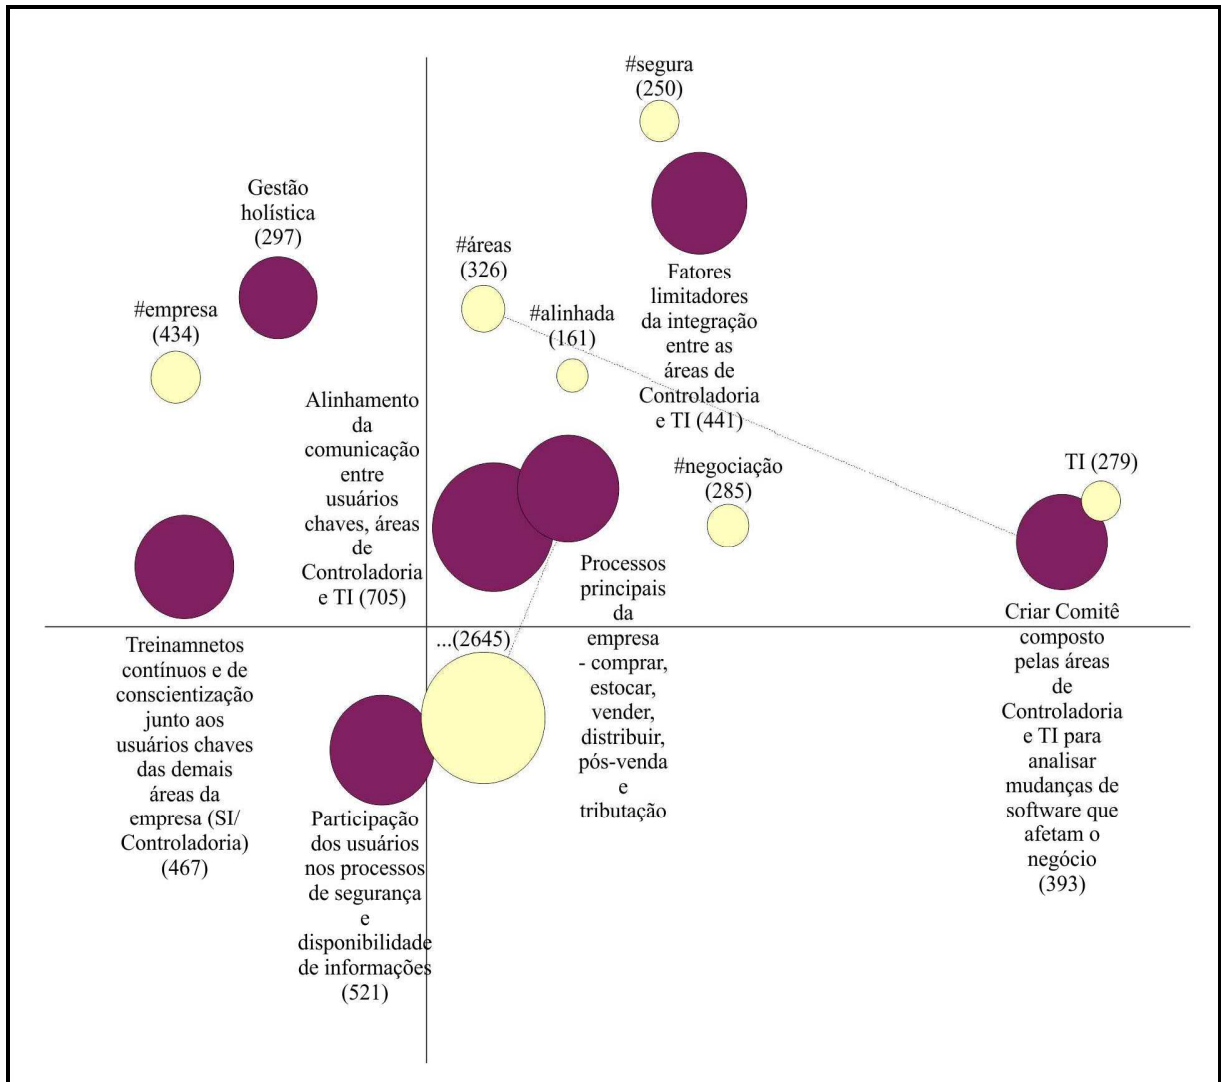 #segura
(250)
Gestão
holística
(297)
#empresa
(434)
#áreas
(326)
#alinhada
(161)
Fatores
limitadores
da integração
entre as
áreas de
Controladoria
e TI (441)
Alinhamento
da
comunicação
entre
usuários
chaves, áreas
de
Controladoria
e TI (705)
#negociação
(285)
TI (279)
Processos
principais
da
empresa
- comprar,
estocar,
vender,
distribuir,
pós-venda
e
tributação
...(2645)
Treinamnetos
contínuos e de
conscientização
junto aos
usuários chaves
das demais
áreas da
empresa (SI/
Controladoria)
(467)
Participação
dos usuários
nos processos
de segurança
e
disponibilidade
de informações
(521)
Criar Comitê
composto
pelas áreas
de
Controladoria
e TI para
analisar
mudanças de
software que
afetam o
negócio
(393)